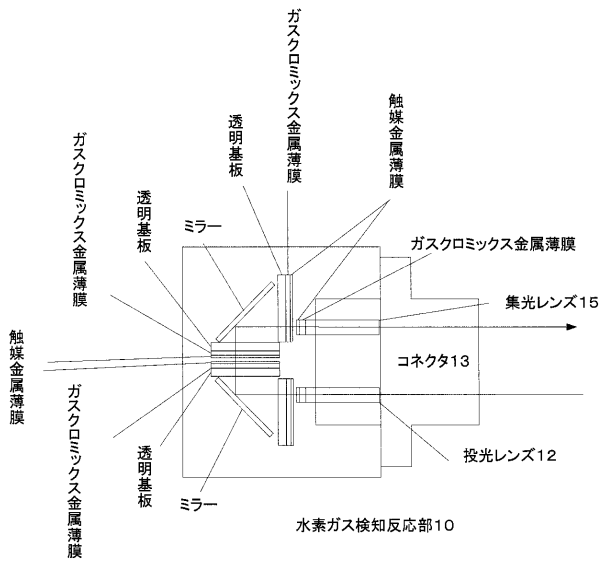 ガスクロミックス金属薄膜
触媒金属薄膜
透明基板
ガスクロミックス金属薄膜
透明基板
ミラー
ガスクロミックス金属薄膜
集光レンズ15
コネクタ13
触媒金属薄膜
ガスクロミックス金属薄膜
透明基板
ミラー
投光レンズ12
水素ガス検知反応部10